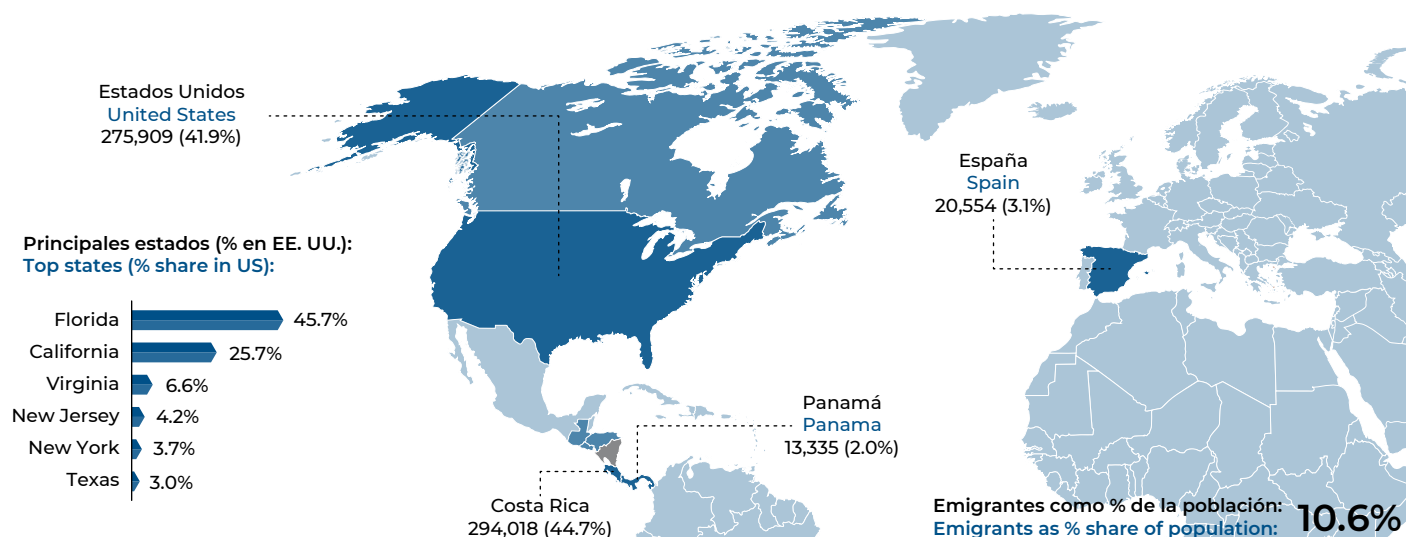 Estados Unidos
United States
275,909 (41.9%)
España
Spain
20,554 (3.1%)
Principales estados (% en EE. UU.):
Top states (% share in US):
Florida 45.7%
California 25.7%
Virginia 6.6%
New Jersey 4.2%
New York 3.7%
Texas 3.0%
Panamá
Panama
13,335 (2.0%)
Costa Rica
294,018 (44.7%)
Emigrantes como % de la población:
Emigrants as % share of population:
10.6%